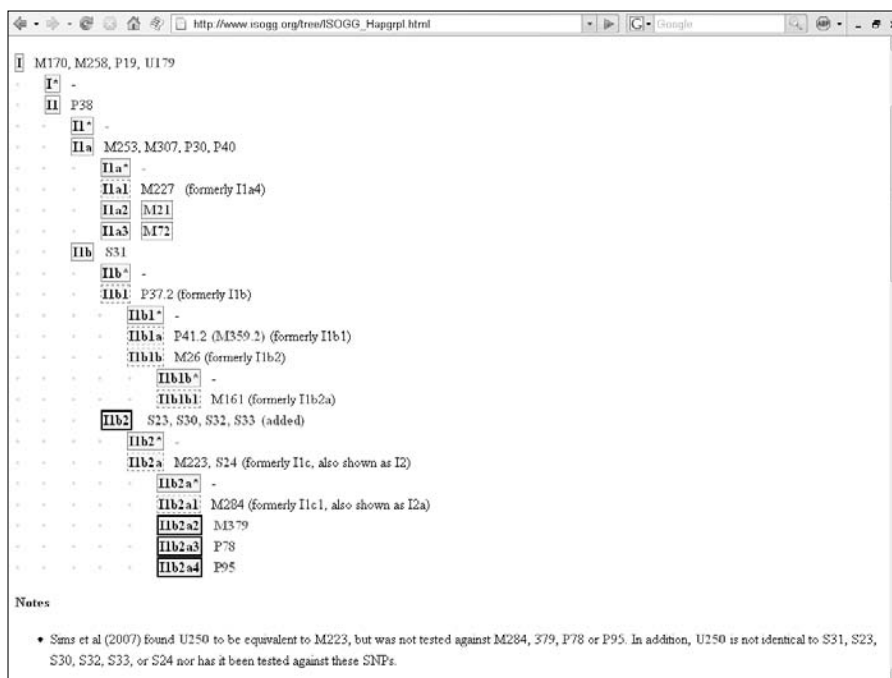 http://www.isogg.org/tree/ISOGG_Hapgrpl.html
Google
ABP
I M170, M258, P19, U179
I* -
I1 P38
I1* -
I1a M253, M307, P30, P40
I1a* -
I1a1 M227 (formerly I1a4)
I1a2 M21
I1a3 M72
I1b S31
I1b* -
I1b1 P37.2 (formerly I1b)
I1b1* -
I1b1a P41.2 (M359.2) (formerly I1b1)
I1b1b M26 (formerly I1b2)
I1b1b* -
I1b1b1 M161 (formerly I1b2a)
I1b2 S23, S30, S32, S33 (added)
I1b2* -
I1b2a M223, S24 (formerly I1c, also shown as I2)
I1b2a* -
I1b2a1 M284 (formerly I1c1, also shown as I2a)
I1b2a2 M379
I1b2a3 P78
I1b2a4 P95
Notes
• Sims et al (2007) found U250 to be equivalent to M223, but was not tested against M284, 379, P78 or P95. In addition, U250 is not identical to S31, S23,
S30, S32, S33, or S24 nor has it been tested against these SNPs.